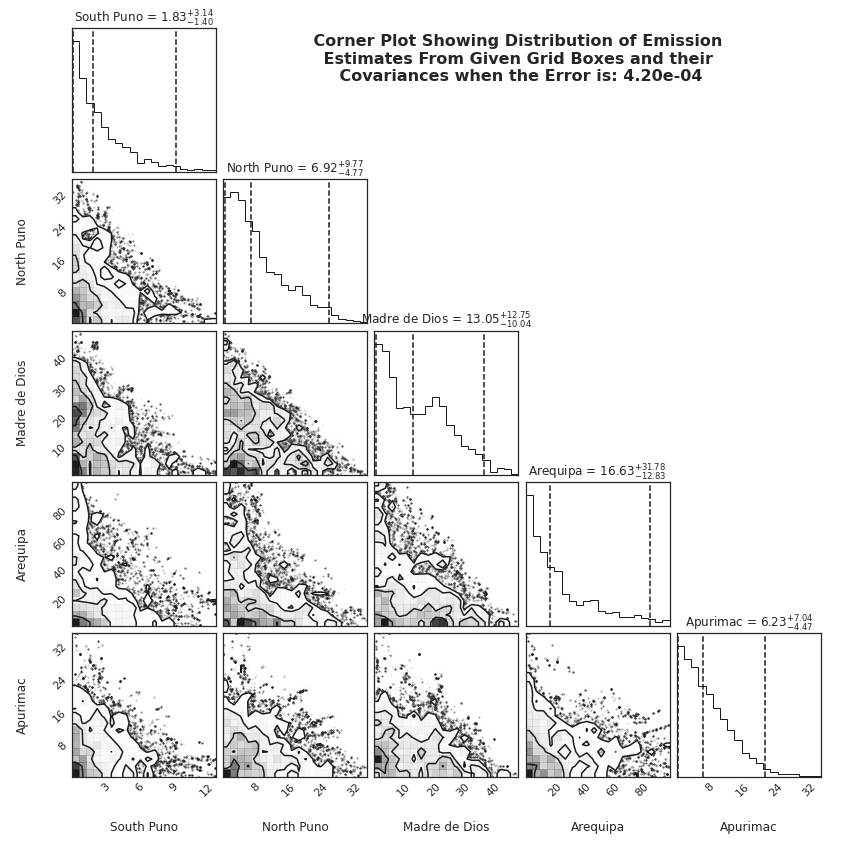 South Puno = 1.83+3.14−1.40
Corner Plot Showing Distribution of Emission
Estimates From Given Grid Boxes and their
Covariances when the Error is: 4.20e-04
North Puno = 6.92+9.77−4.77
North Puno
32
24
16
8
Madre de Dios = 13.05+12.75−10.04
Madre de Dios
40
30
20
10
Arequipa = 16.63+31.78−12.83
Arequipa
80
60
40
20
Apurimac = 6.23+7.04−4.47
Apurimac
32
24
16
8
3 6 9 12
8 16 24 32
10 20 30 40
20 40 60 80
8 16 24 32
South Puno
North Puno
Madre de Dios
Arequipa
Apurimac